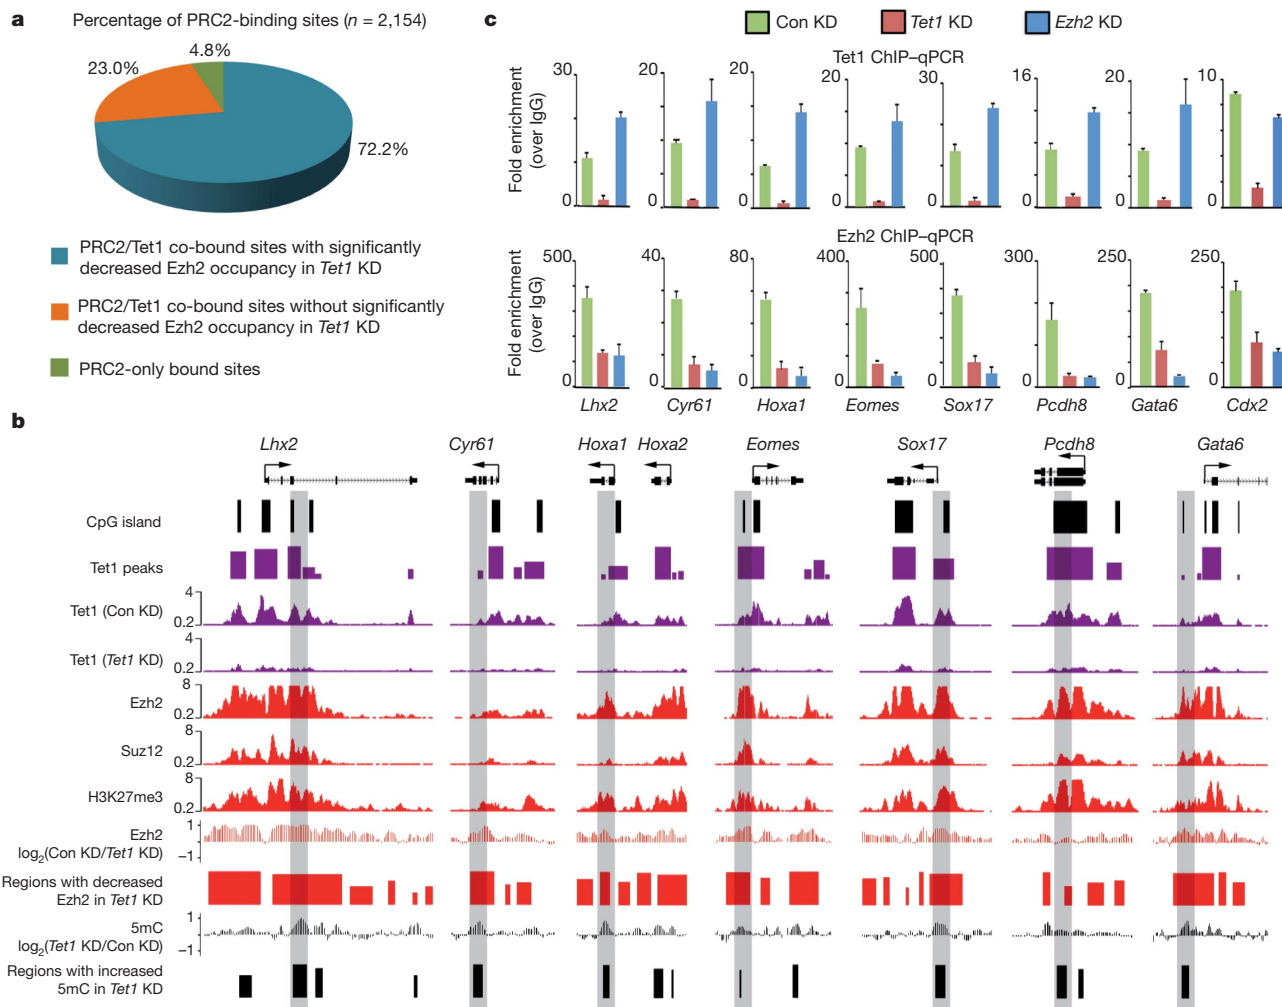 a
Percentage of PRC2-binding sites (n = 2,154)
4.8%
23.0%
72.2%
PRC2/Tet1 co-bound sites with significantly
decreased Ezh2 occupancy in Tet1 KD
PRC2/Tet1 co-bound sites without significantly
decreased Ezh2 occupancy in Tet1 KD
PRC2-only bound sites
c
Con KD Tet1 KD Ezh2 KD
Tet1 ChIP–qPCR
Fold enrichment
(over IgG)
30 20 20 20 30 16 20 10
0 0 0 0 0 0 0 0
Ezh2 ChIP–qPCR
Fold enrichment
(over IgG)
500 40 80 400 500 300 250 250
0 0 0 0 0 0 0 0
Lhx2 Cyr61 Hoxa1 Eomes Sox17 Pcdh8 Gata6 Cdx2
b
Lhx2 Cyr61 Hoxa1 Hoxa2 Eomes Sox17 Pcdh8 Gata6
CpG island
Tet1 peaks
4
Tet1 (Con KD)
0.2
4
Tet1 (Tet1 KD)
0.2
8
Ezh2
0.2
8
Suz12
0.2
8
H3K27me3
0.2
Ezh2 1
log2(Con KD/Tet1 KD)
−1
Regions with decreased
Ezh2 in Tet1 KD
5mC 1
log2(Tet1 KD/Con KD)
−1
Regions with increased
5mC in Tet1 KD